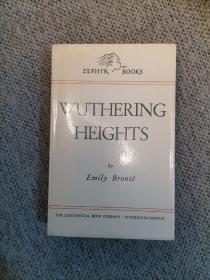 ZEPHYR BOOKS
WUTHERING
HEIGHTS
by
Emily Brontë
THE CONTINENTAL BOOK COMPANY · STOCKHOLM/LONDON